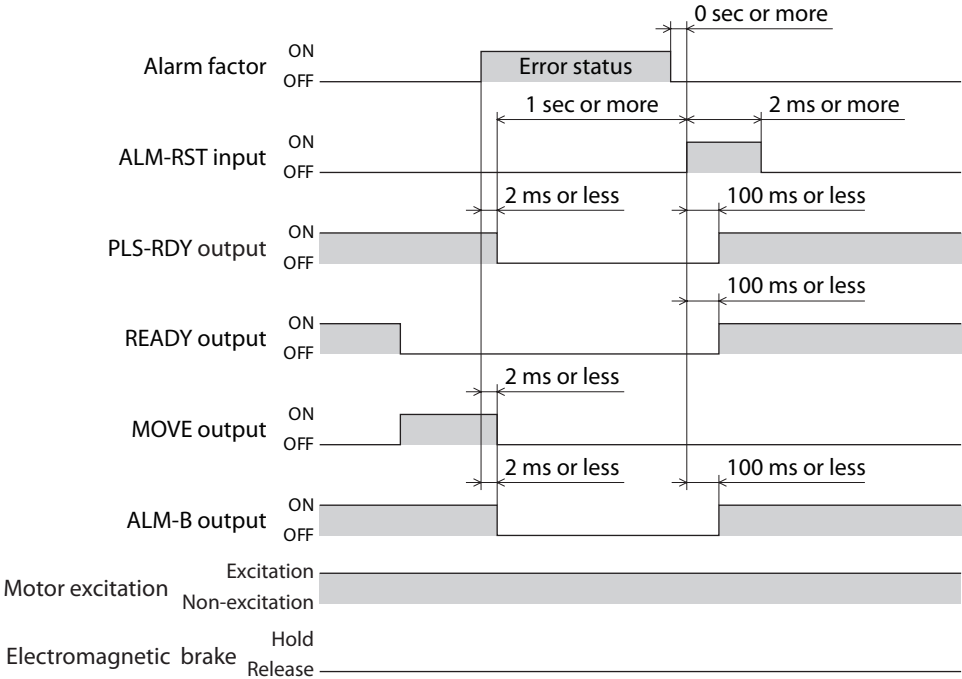 0 sec or more
Alarm factor
ON
OFF
Error status
1 sec or more
2 ms or more
ALM-RST input
ON
OFF
2 ms or less
100 ms or less
PLS-RDY output
ON
OFF
100 ms or less
READY output
ON
OFF
2 ms or less
MOVE output
ON
OFF
2 ms or less
100 ms or less
ALM-B output
ON
OFF
Motor excitation
Excitation
Non-excitation
Electromagnetic brake
Hold
Release